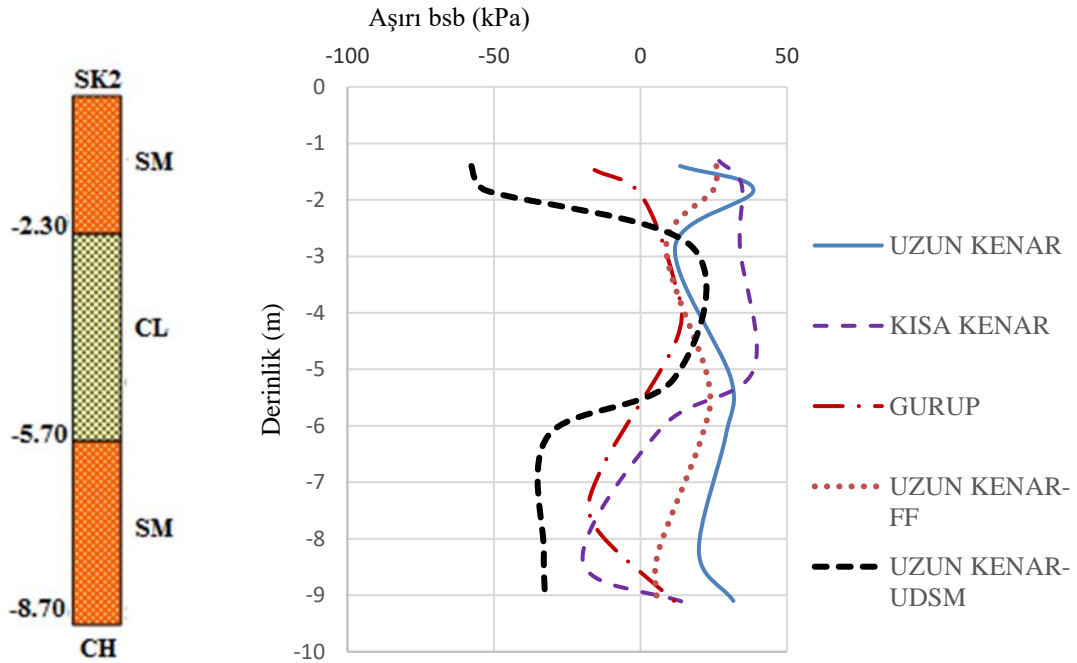 SK2
SM
-2.30
CL
-5.70
SM
-8.70
CH
Aşırı bsb (kPa)
-100 -50 0 50
0
-1
-2
-3
-4
-5
-6
-7
-8
-9
-10
Derinlik (m)
UZUN KENAR
KISA KENAR
GURUP
UZUN KENAR-
FF
UZUN KENAR-
UDSM